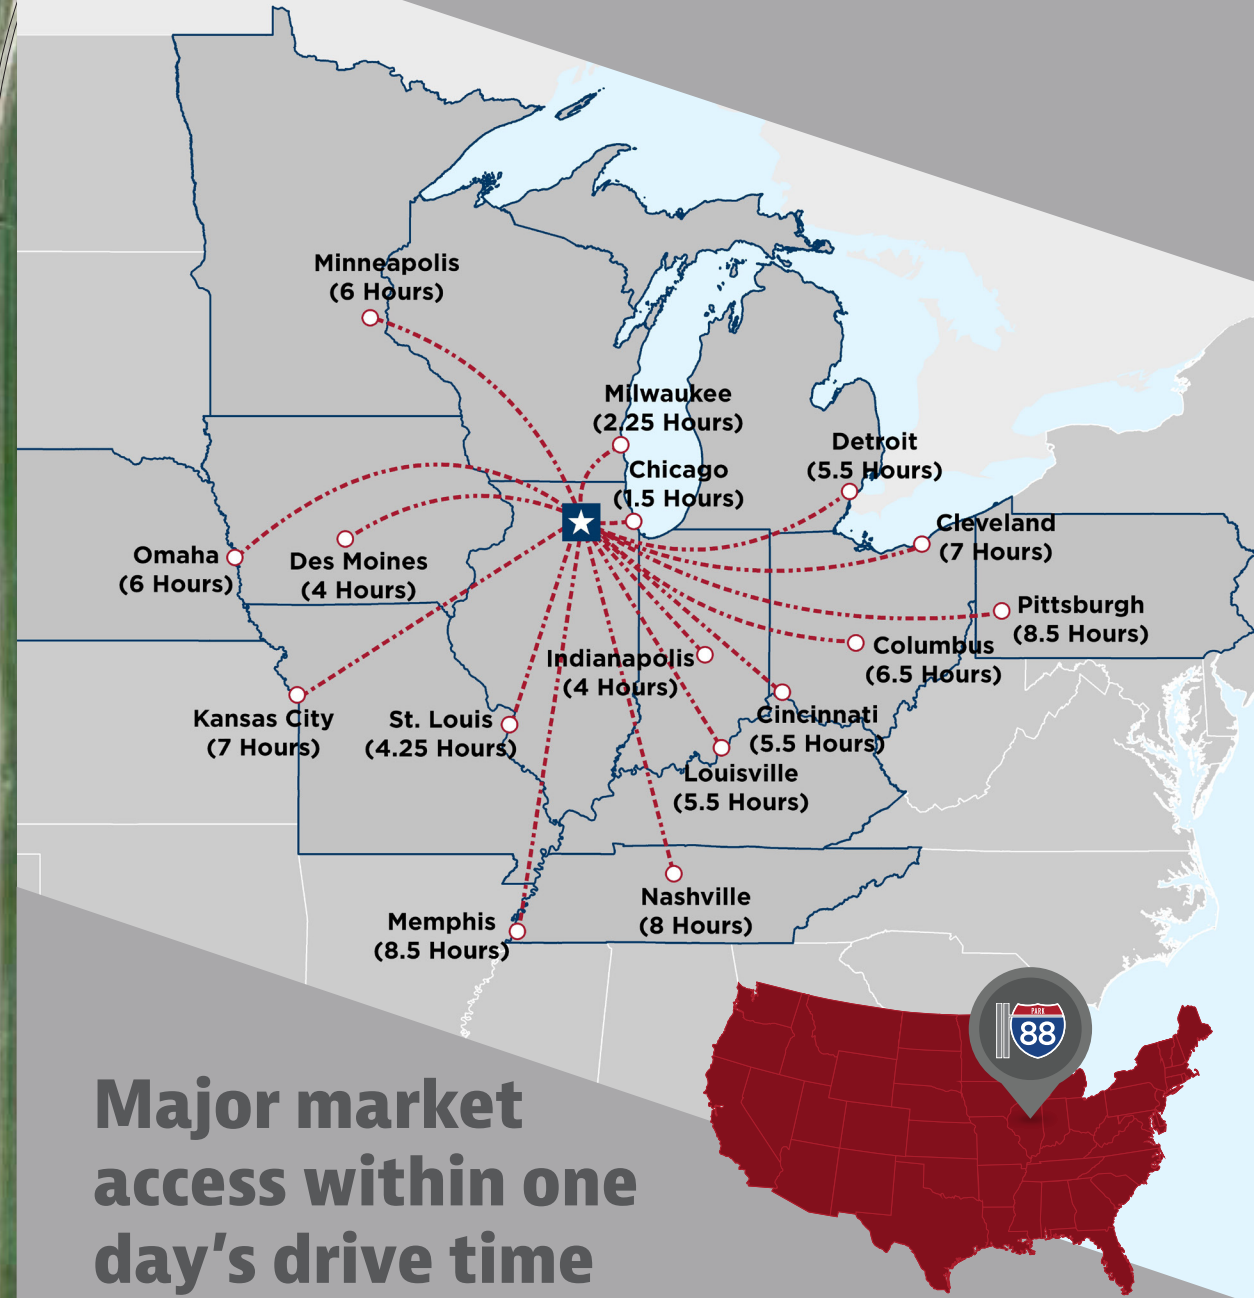 Minneapolis
(6 Hours)
Milwaukee
(2.25 Hours)
Chicago
(1.5 Hours)
Detroit
(5.5 Hours)
Cleveland
(7 Hours)
Omaha
(6 Hours)
Des Moines
(4 Hours)
Pittsburgh
(8.5 Hours)
Columbus
(6.5 Hours)
Indianapolis
(4 Hours)
Kansas City
(7 Hours)
St. Louis
(4.25 Hours)
Cincinnati
(5.5 Hours)
Louisville
(5.5 Hours)
Nashville
(8 Hours)
Memphis
(8.5 Hours)
PARK
88
Major market
access within one
day's drive time